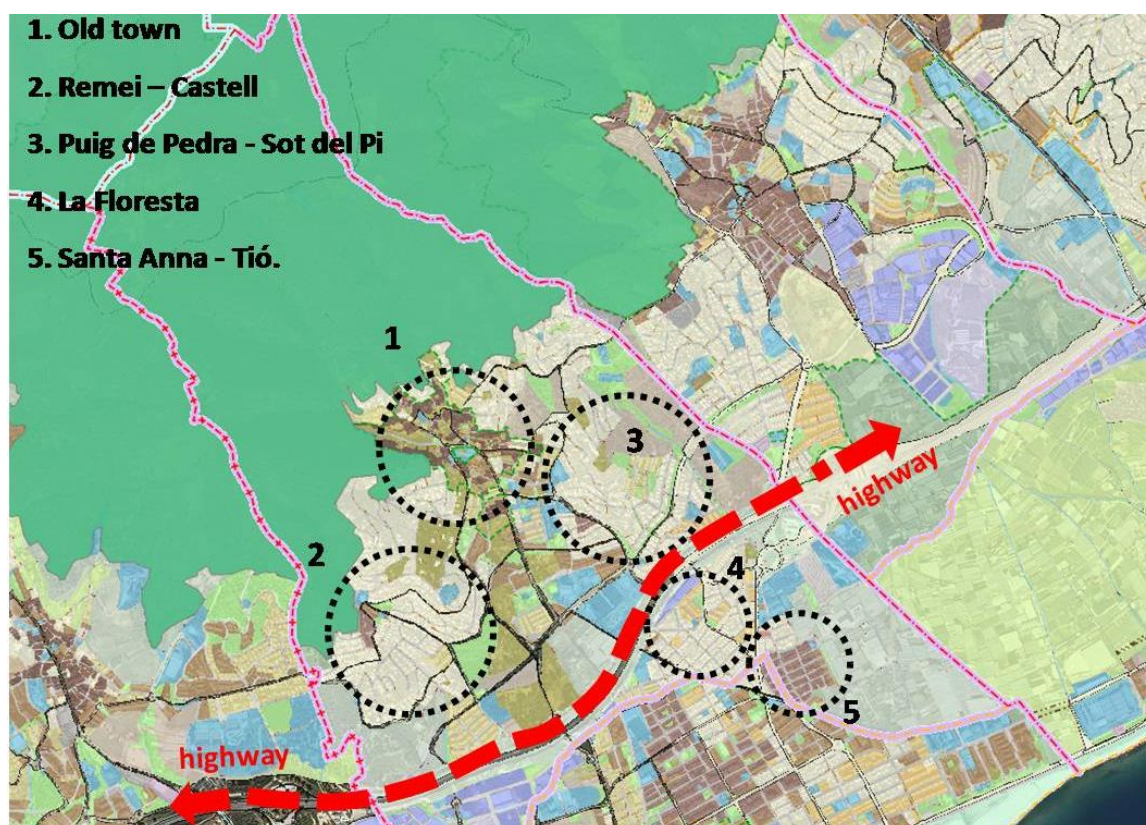 1. Old town
2. Remei – Castell
3. Puig de Pedra - Sot del Pi
4. La Floresta
5. Santa Anna - Tió.
1
3
highway
2
4
5
highway